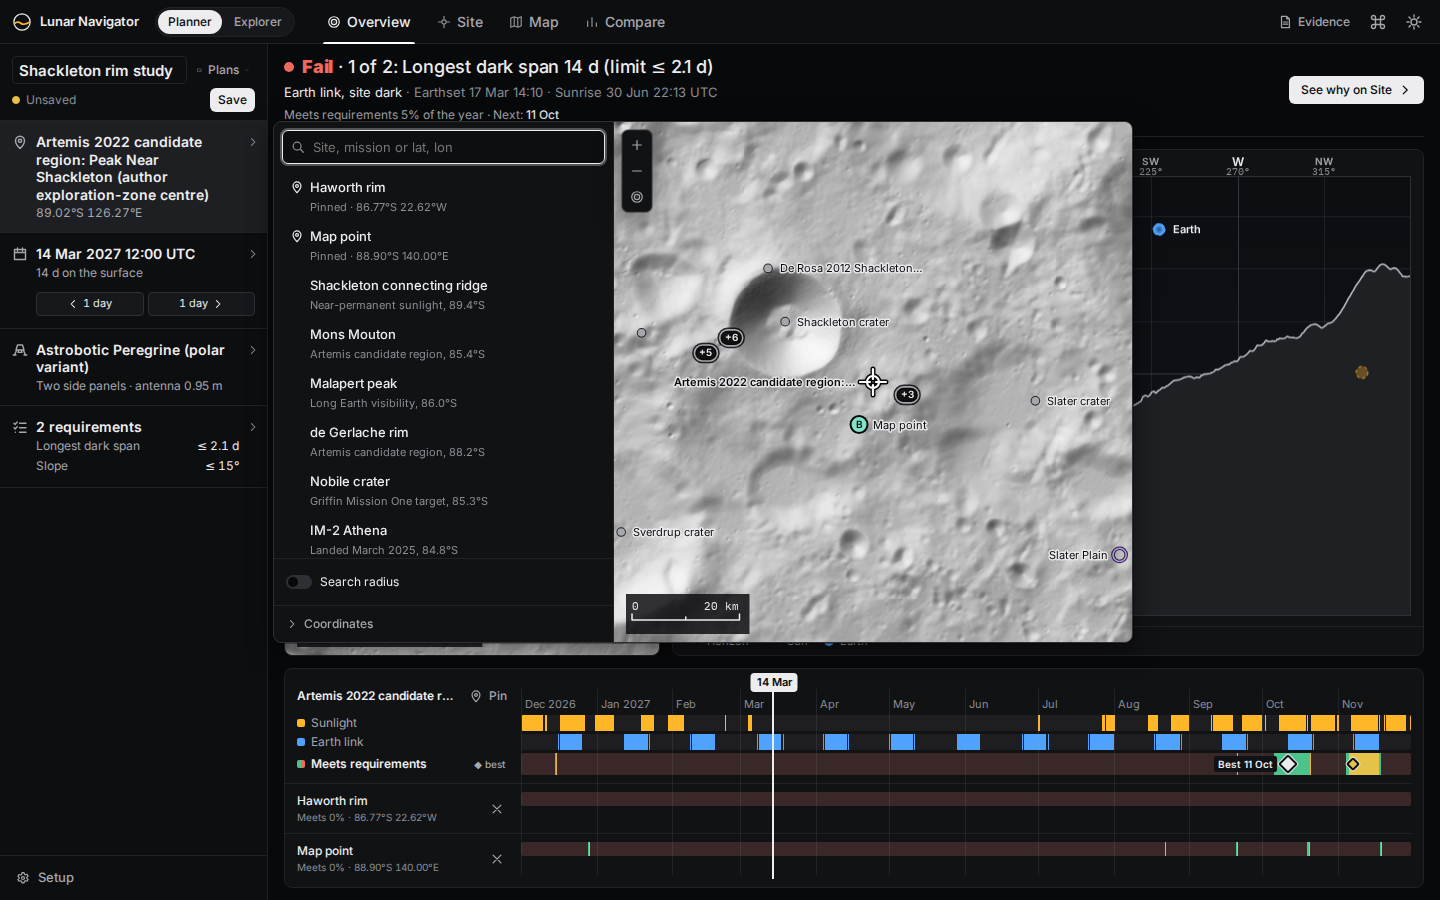 Lunar Navigator
Planner
Explorer
Overview
Site
Map
Compare
Evidence
Shackleton rim study
Plans
Unsaved
Save
Artemis 2022 candidate
region: Peak Near
Shackleton (author
exploration-zone centre)
89.02°S 126.27°E
14 Mar 2027 12:00 UTC
14 d on the surface
1 day
1 day
Astrobotic Peregrine (polar
variant)
Two side panels · antenna 0.95 m
2 requirements
Longest dark span ≤ 2.1 d
Slope ≤ 15°
Setup
Fail · 1 of 2: Longest dark span 14 d (limit ≤ 2.1 d)
Earth link, site dark · Earthset 17 Mar 14:10 · Sunrise 30 Jun 22:13 UTC
Meets requirements 5% of the year · Next: 11 Oct
See why on Site
Site, mission or lat, lon
Haworth rim
Pinned · 86.77°S 22.62°W
Map point
Pinned · 88.90°S 140.00°E
Shackleton connecting ridge
Near-permanent sunlight, 89.4°S
Mons Mouton
Artemis candidate region, 85.4°S
Malapert peak
Long Earth visibility, 86.0°S
de Gerlache rim
Artemis candidate region, 88.2°S
Nobile crater
Griffin Mission One target, 85.3°S
IM-2 Athena
Landed March 2025, 84.8°S
Search radius
Coordinates
De Rosa 2012 Shackleton...
Shackleton crater
+6
+5
Artemis 2022 candidate region:...
+3
B
Map point
Slater crater
Sverdrup crater
Slater Plain
0 20 km
SW
225°
W
270°
NW
315°
Earth
14 Mar
Artemis 2022 candidate r...
Pin
Dec 2026
Jan 2027
Feb
Mar
Apr
May
Jun
Jul
Aug
Sep
Oct
Nov
Sunlight
Earth link
Meets requirements
◆ best
Best 11 Oct
Haworth rim
Meets 0% · 86.77°S 22.62°W
Map point
Meets 0% · 88.90°S 140.00°E